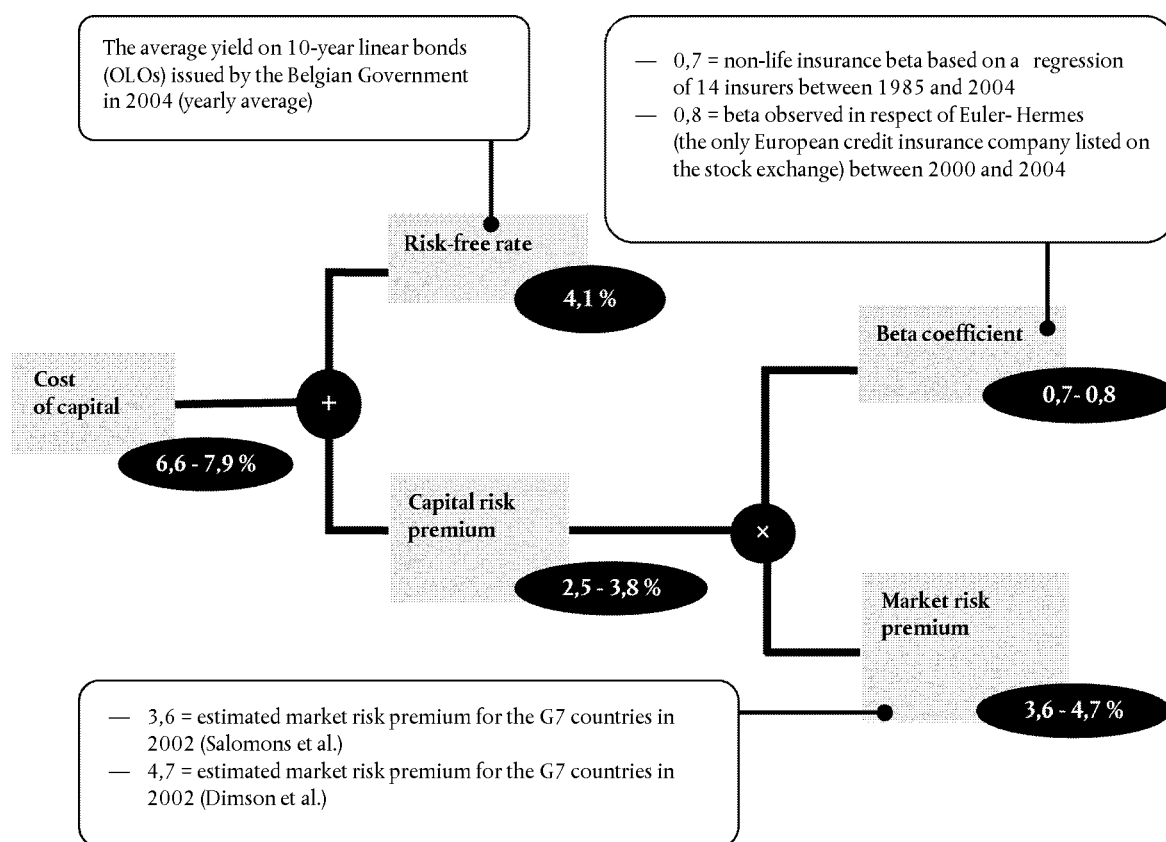 The average yield on 10-year linear bonds
(OLOs) issued by the Belgian Government
in 2004 (yearly average)
— 0,7 = non-life insurance beta based on a regression
of 14 insurers between 1985 and 2004
— 0,8 = beta observed in respect of Euler- Hermes
(the only European credit insurance company listed on
the stock exchange) between 2000 and 2004
Risk-free rate
4,1 %
Beta coefficient
0,7- 0,8
Cost
of capital
+
6,6 - 7,9 %
Capital risk
premium
×
2,5 - 3,8 %
Market risk
premium
3,6 - 4,7 %
— 3,6 = estimated market risk premium for the G7 countries in
2002 (Salomons et al.)
— 4,7 = estimated market risk premium for the G7 countries in
2002 (Dimson et al.)